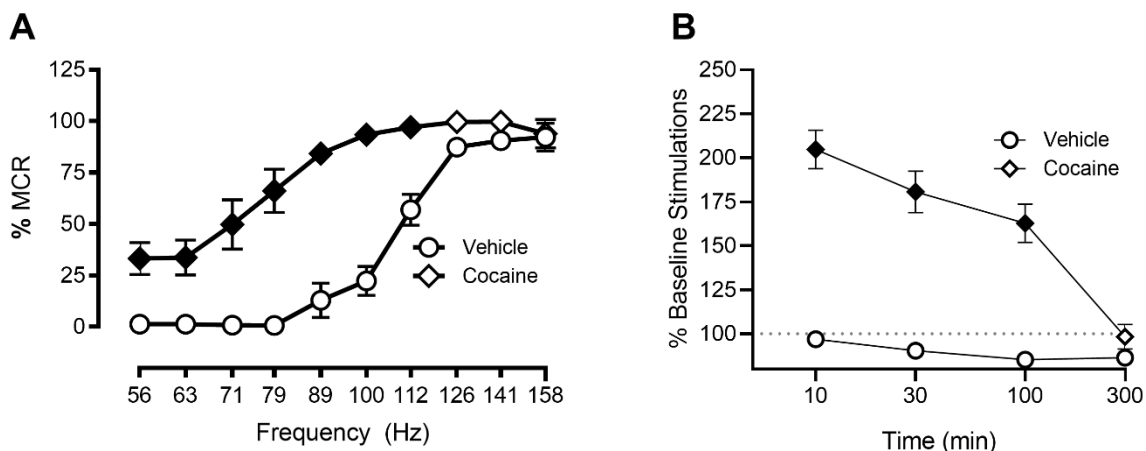 A
% MCR
125
100
75
50
25
0
Vehicle
Cocaine
56 63 71 79 89 100 112 126 141 158
Frequency (Hz)
B
% Baseline Stimulations
250
225
200
175
150
125
100
Vehicle
Cocaine
10 30 100 300
Time (min)